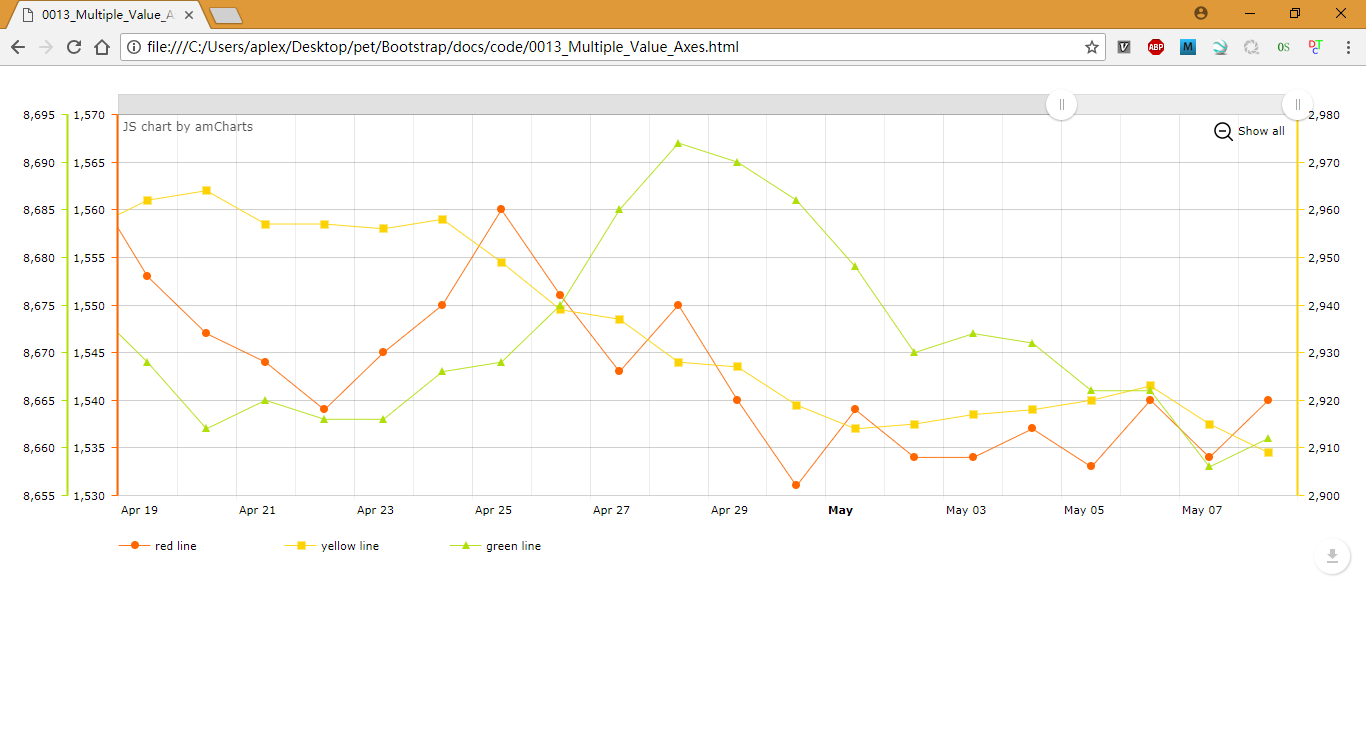 0013_Multiple_Value_A
file:///C:/Users/aplex/Desktop/pet/Bootstrap/docs/code/0013_Multiple_Value_Axes.html
V
ABP
M
OS
DTC
JS chart by amCharts
Show all
8,695 1,570 2,980
8,690 1,565 2,970
8,685 1,560 2,960
8,680 1,555 2,950
8,675 1,550 2,940
8,670 1,545 2,930
8,665 1,540 2,920
8,660 1,535 2,910
8,655 1,530 2,900
Apr 19 Apr 21 Apr 23 Apr 25 Apr 27 Apr 29 May May 03 May 05 May 07
red line yellow line green line